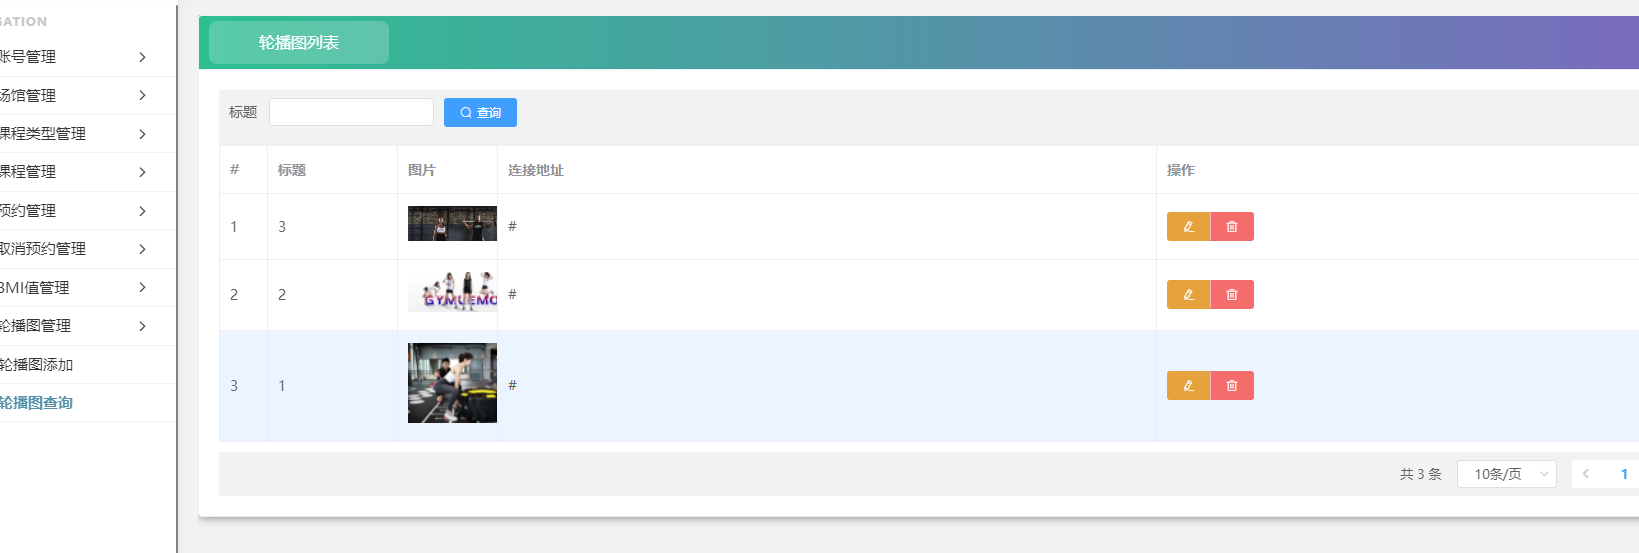 GATION
账号管理
场馆管理
课程类型管理
课程管理
预约管理
取消预约管理
BMI值管理
轮播图管理
轮播图添加
轮播图查询
轮播图列表
标题
查询
# 标题 图片 连接地址 操作
1 3 #
2 2 GYMUEMO #
3 1 #
共 3 条 10条/页 1